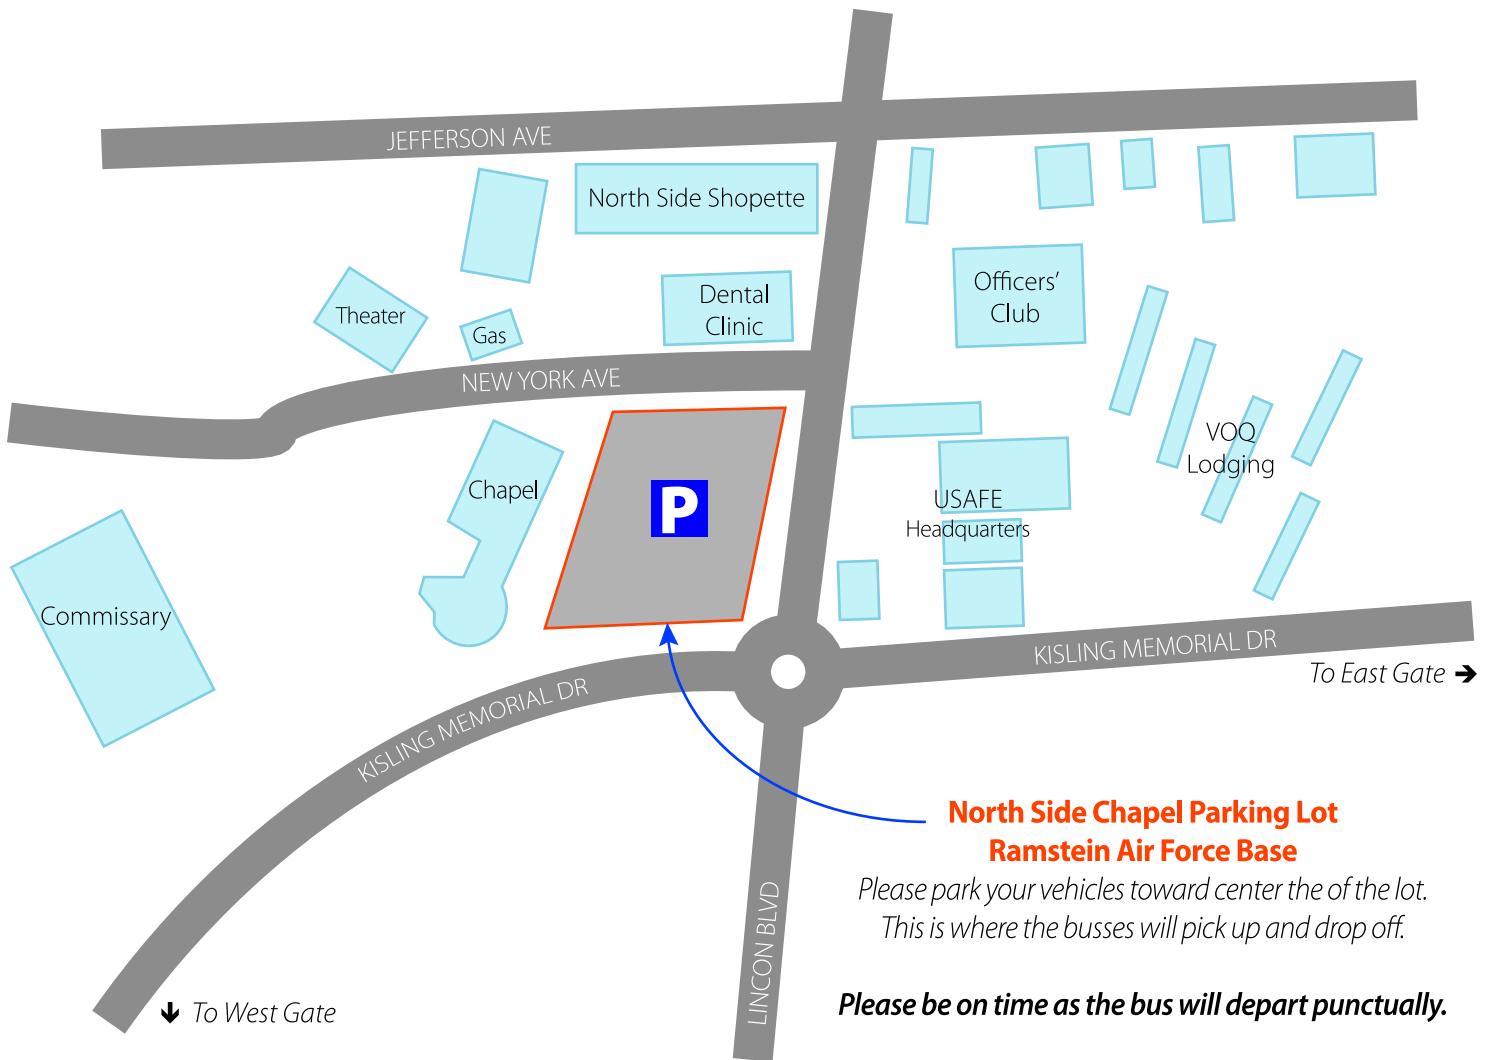 JEFFERSON AVE
North Side Shopette
Dental
Clinic
Officers’
Club
Theater
Gas
NEW YORK AVE
Chapel
P
VOQ
Lodging
USAFE
Headquarters
Commissary
KISLING MEMORIAL DR
To East Gate →
KISLING MEMORIAL DR
North Side Chapel Parking Lot
Ramstein Air Force Base
Please park your vehicles toward center the of the lot.
This is where the busses will pick up and drop off.
LINCON BLVD
Please be on time as the bus will depart punctually.
↓ To West Gate